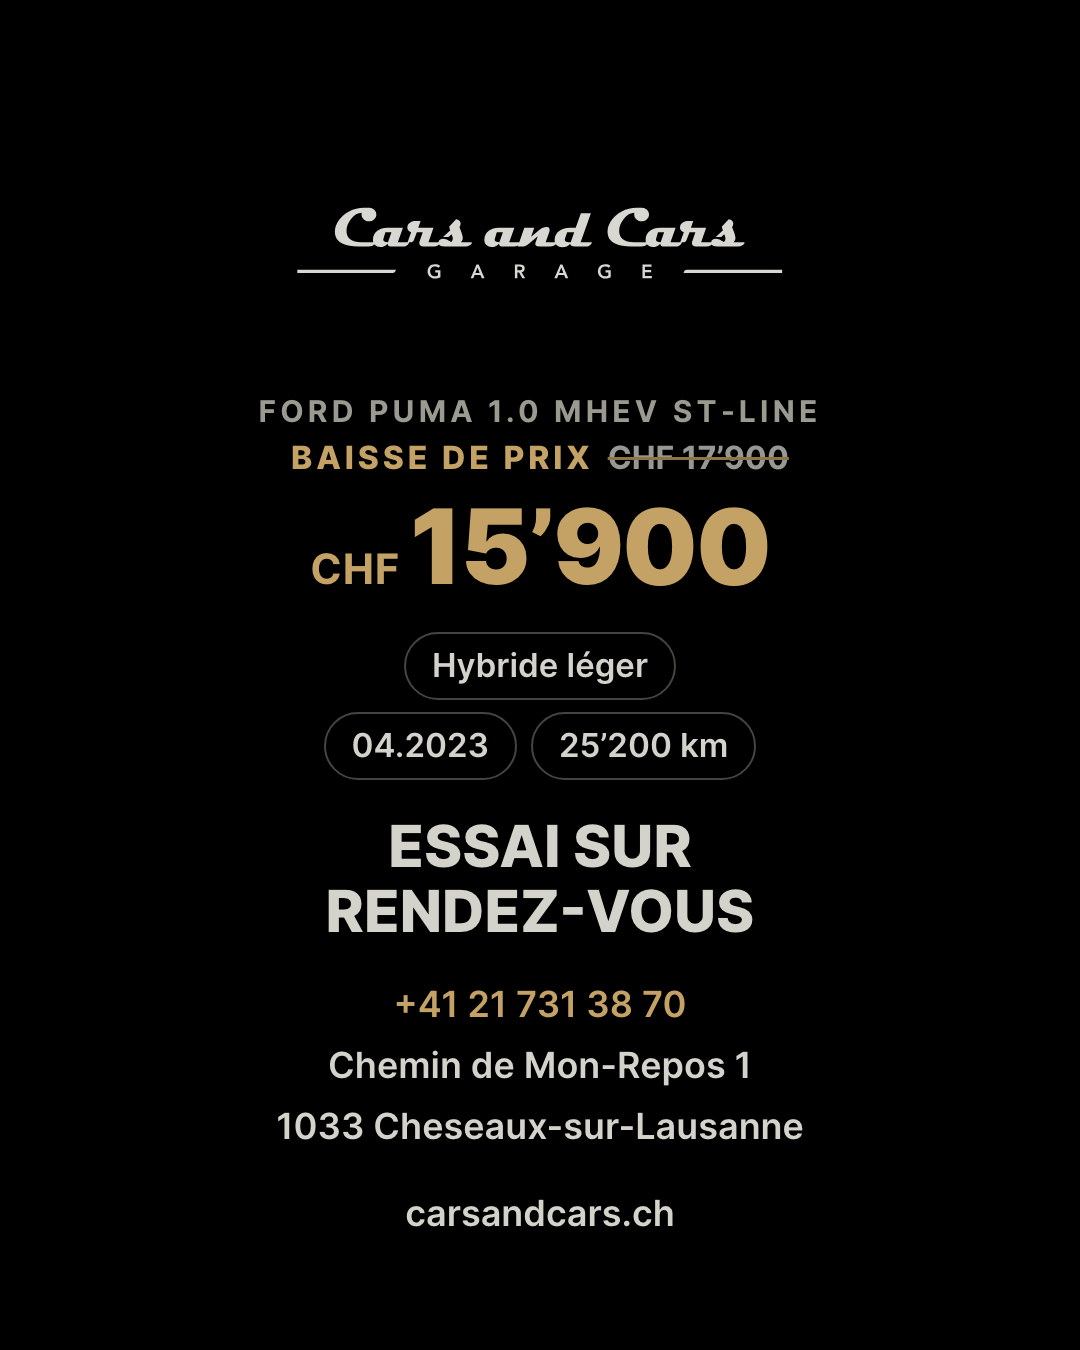 Cars and Cars
GARAGE
FORD PUMA 1.0 MHEV ST-LINE
BAISSE DE PRIX CHF 17’900
CHF 15’900
Hybride léger
04.2023 25’200 km
ESSAI SUR
RENDEZ-VOUS
+41 21 731 38 70
Chemin de Mon-Repos 1
1033 Cheseaux-sur-Lausanne
carsandcars.ch